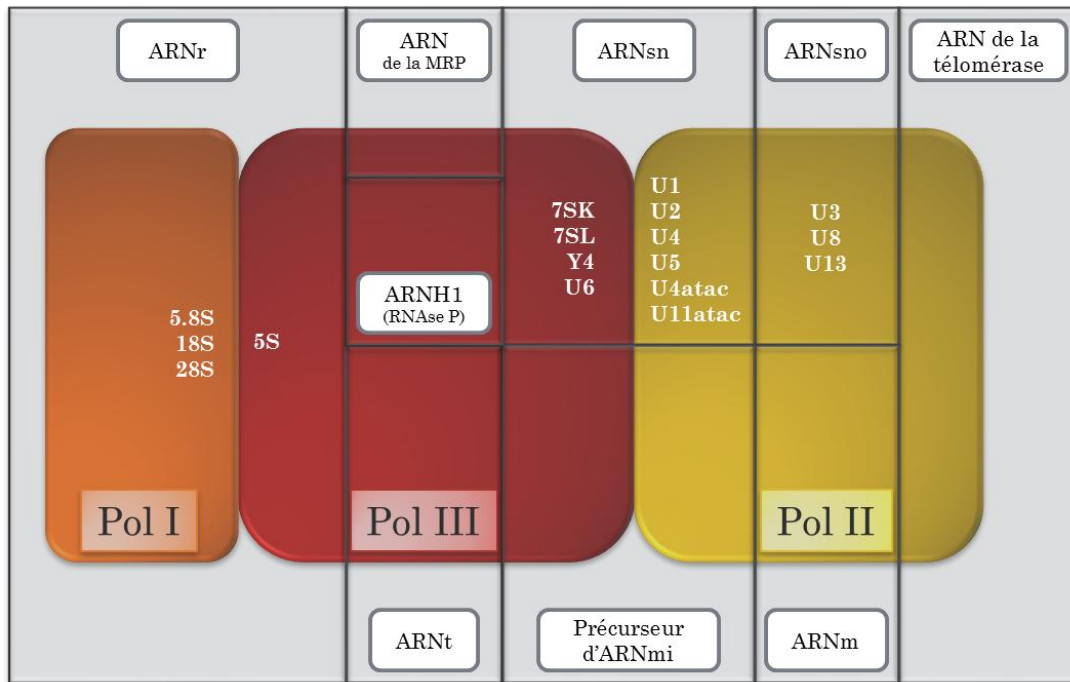 ARNr
ARN
de la MRP
ARNsn
ARNsno
ARN de la
télomérase
7SK
7SL
Y4
U6
U1
U2
U4
U5
U4atac
U11atac
U3
U8
U13
ARNH1
(RNAse P)
5.8S
18S
28S
5S
Pol I
Pol III
Pol II
ARNt
Précurseur
d’ARNmi
ARNm